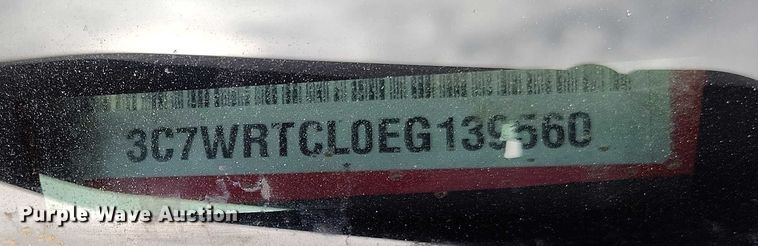 3C7WRTCL0EG139560
Purple Wave Auction